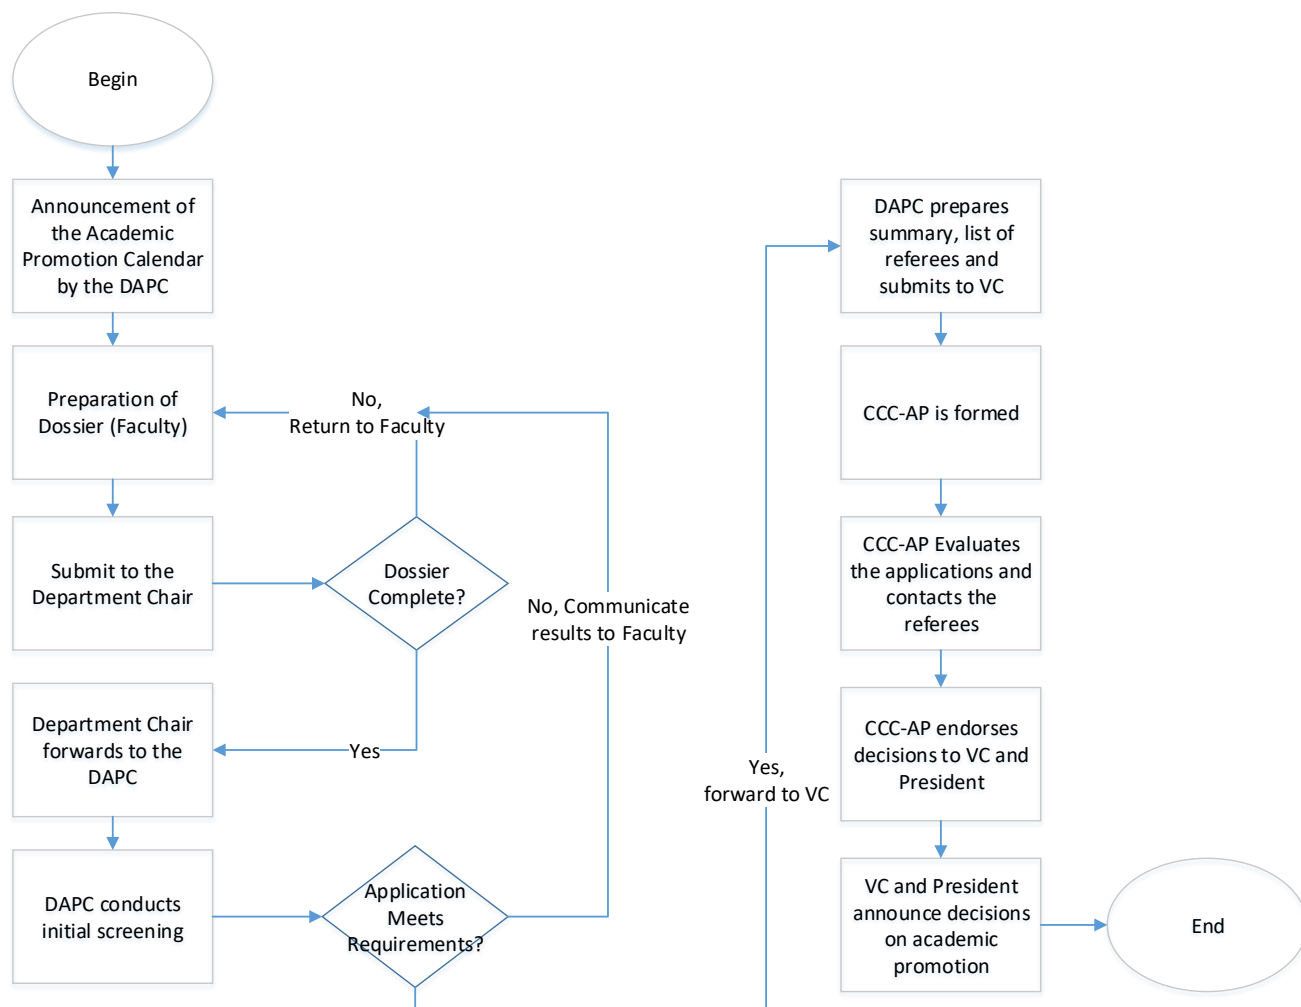 Begin
Announcement of
the Academic
Promotion Calendar
by the DAPC
Preparation of
Dossier (Faculty)
No,
Return to Faculty
Submit to the
Department Chair
Dossier
Complete?
No, Communicate
results to Faculty
Department Chair
forwards to the
DAPC
Yes
DAPC conducts
initial screening
Application
Meets
Requirements?
Yes,
forward to VC
DAPC prepares
summary, list of
referees and
submits to VC
CCC-AP is formed
CCC-AP Evaluates
the applications and
contacts the
referees
CCC-AP endorses
decisions to VC and
President
VC and President
announce decisions
on academic
promotion
End